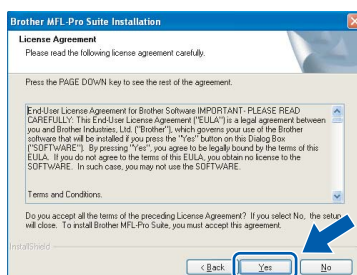 Brother MFL-Pro Suite Installation
License Agreement
Please read the following license agreement carefully.
Press the PAGE DOWN key to see the rest of the agreement.
End-User License Agreement for Brother Software IMPORTANT- PLEASE READ
CAREFULLY: This End-User License Agreement ("EULA") is a legal agreement between
you and Brother Industries, Ltd. ("Brother"), which governs your use of the Brother
software that will be installed if you press the "Yes" button on this Dialog Box
("SOFTWARE"). By pressing "Yes", you agree to be legally bound by the terms of this
EULA. If you do not agree to the terms of this EULA, you obtain no license to the
SOFTWARE. In such case, you may not use the SOFTWARE.
Terms and Conditions.
Do you accept all the terms of the preceding License Agreement? If you select No, the setup
will close. To install Brother MFL-Pro Suite, you must accept this agreement.
InstallShield
< Back Yes No